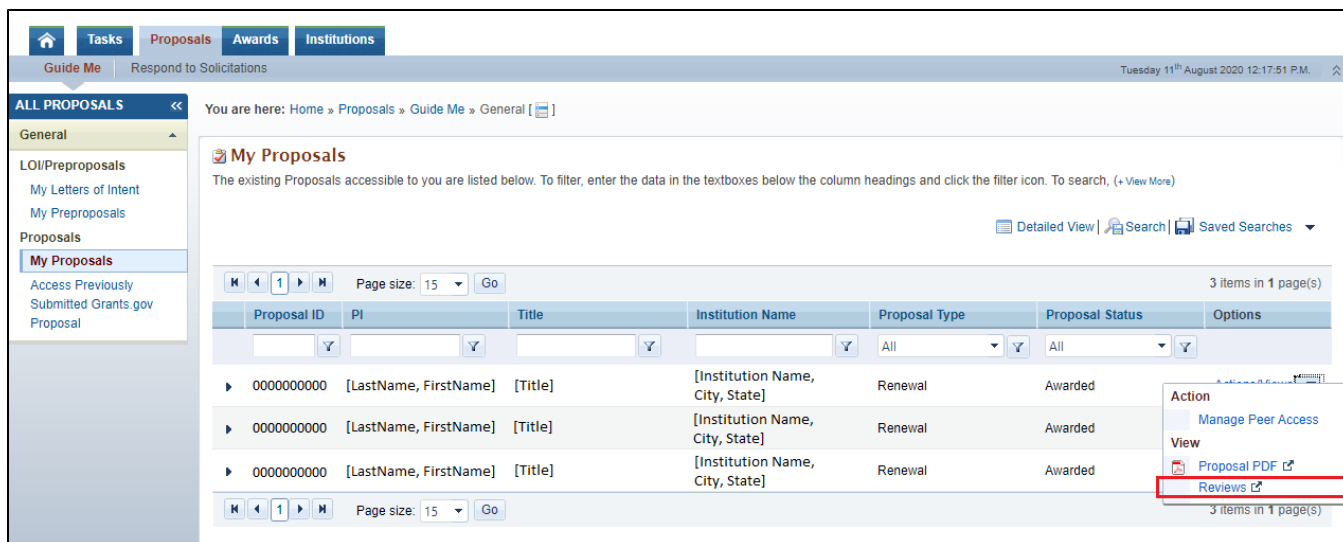 Tasks Proposals Awards Institutions
Guide Me Respond to Solicitations Tuesday 11th August 2020 12:17:51 P.M.
ALL PROPOSALS «
You are here: Home » Proposals » Guide Me » General [ ]
General
My Proposals
LOI/Preproposals
The existing Proposals accessible to you are listed below. To filter, enter the data in the textboxes below the column headings and click the filter icon. To search, (+ View More)
My Letters of Intent
My Preproposals
Detailed View | Search | Saved Searches
Proposals
My Proposals
Access Previously
Submitted Grants.gov
Proposal
1 Page size: 15 Go 3 items in 1 page(s)
Proposal ID PI Title Institution Name Proposal Type Proposal Status Options
All All
0000000000 [LastName, FirstName] [Title] [Institution Name,
City, State] Renewal Awarded
Action
Manage Peer Access
0000000000 [LastName, FirstName] [Title] [Institution Name,
City, State] Renewal Awarded
View
Proposal PDF
0000000000 [LastName, FirstName] [Title] [Institution Name,
City, State] Renewal Awarded
Reviews
1 Page size: 15 Go 3 items in 1 page(s)